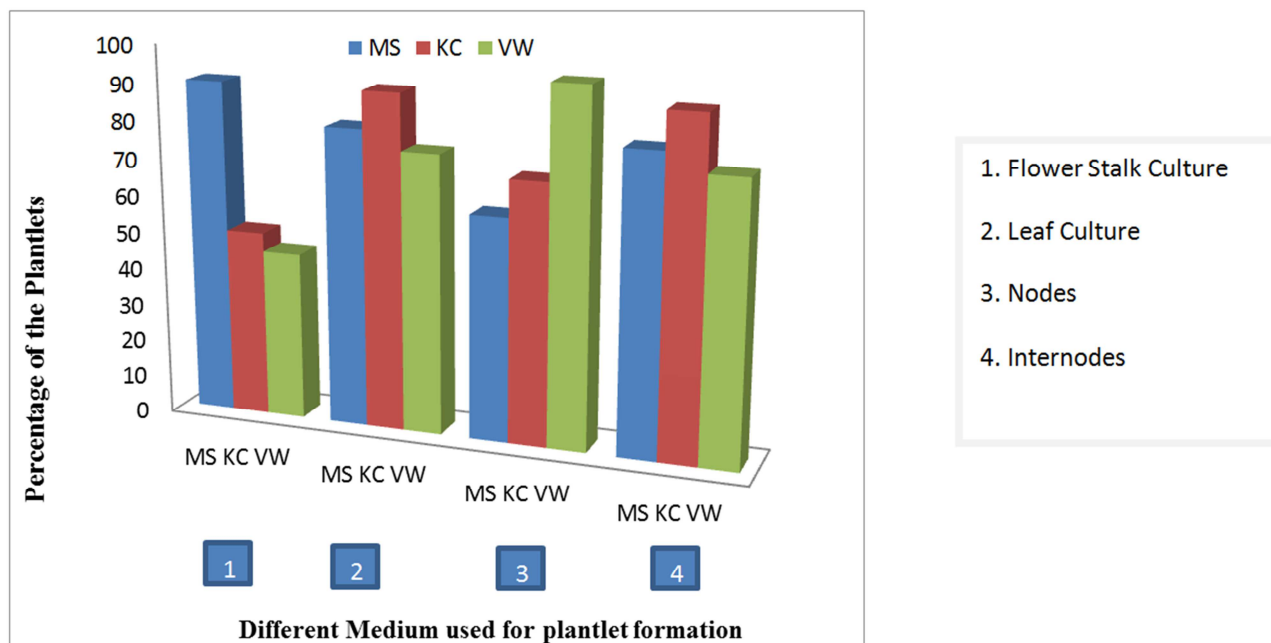 100
90
80
70
60
50
40
30
20
10
0
Percentage of the Plantlets
MS KC VW
MS KC VW
MS KC VW
MS KC VW
MS KC VW
1
2
3
4
Different Medium used for plantlet formation
1. Flower Stalk Culture
2. Leaf Culture
3. Nodes
4. Internodes